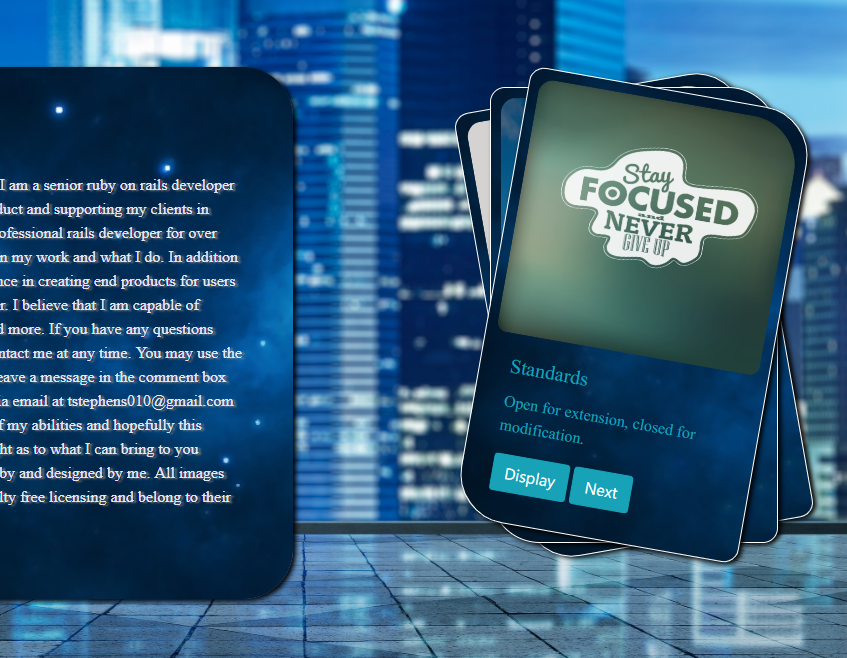 I am a senior ruby on rails developer
duct and supporting my clients in
ofessional rails developer for over
n my work and what I do. In addition
nce in creating end products for users
r. I believe that I am capable of
d more. If you have any questions
ntact me at any time. You may use the
eave a message in the comment box
ia email at tstephens010@gmail.com
f my abilities and hopefully this
ht as to what I can bring to you
by and designed by me. All images
lty free licensing and belong to their
Stay
FOCUSED
and
NEVER
GIVE UP
Standards
Open for extension, closed for
modification.
Display
Next